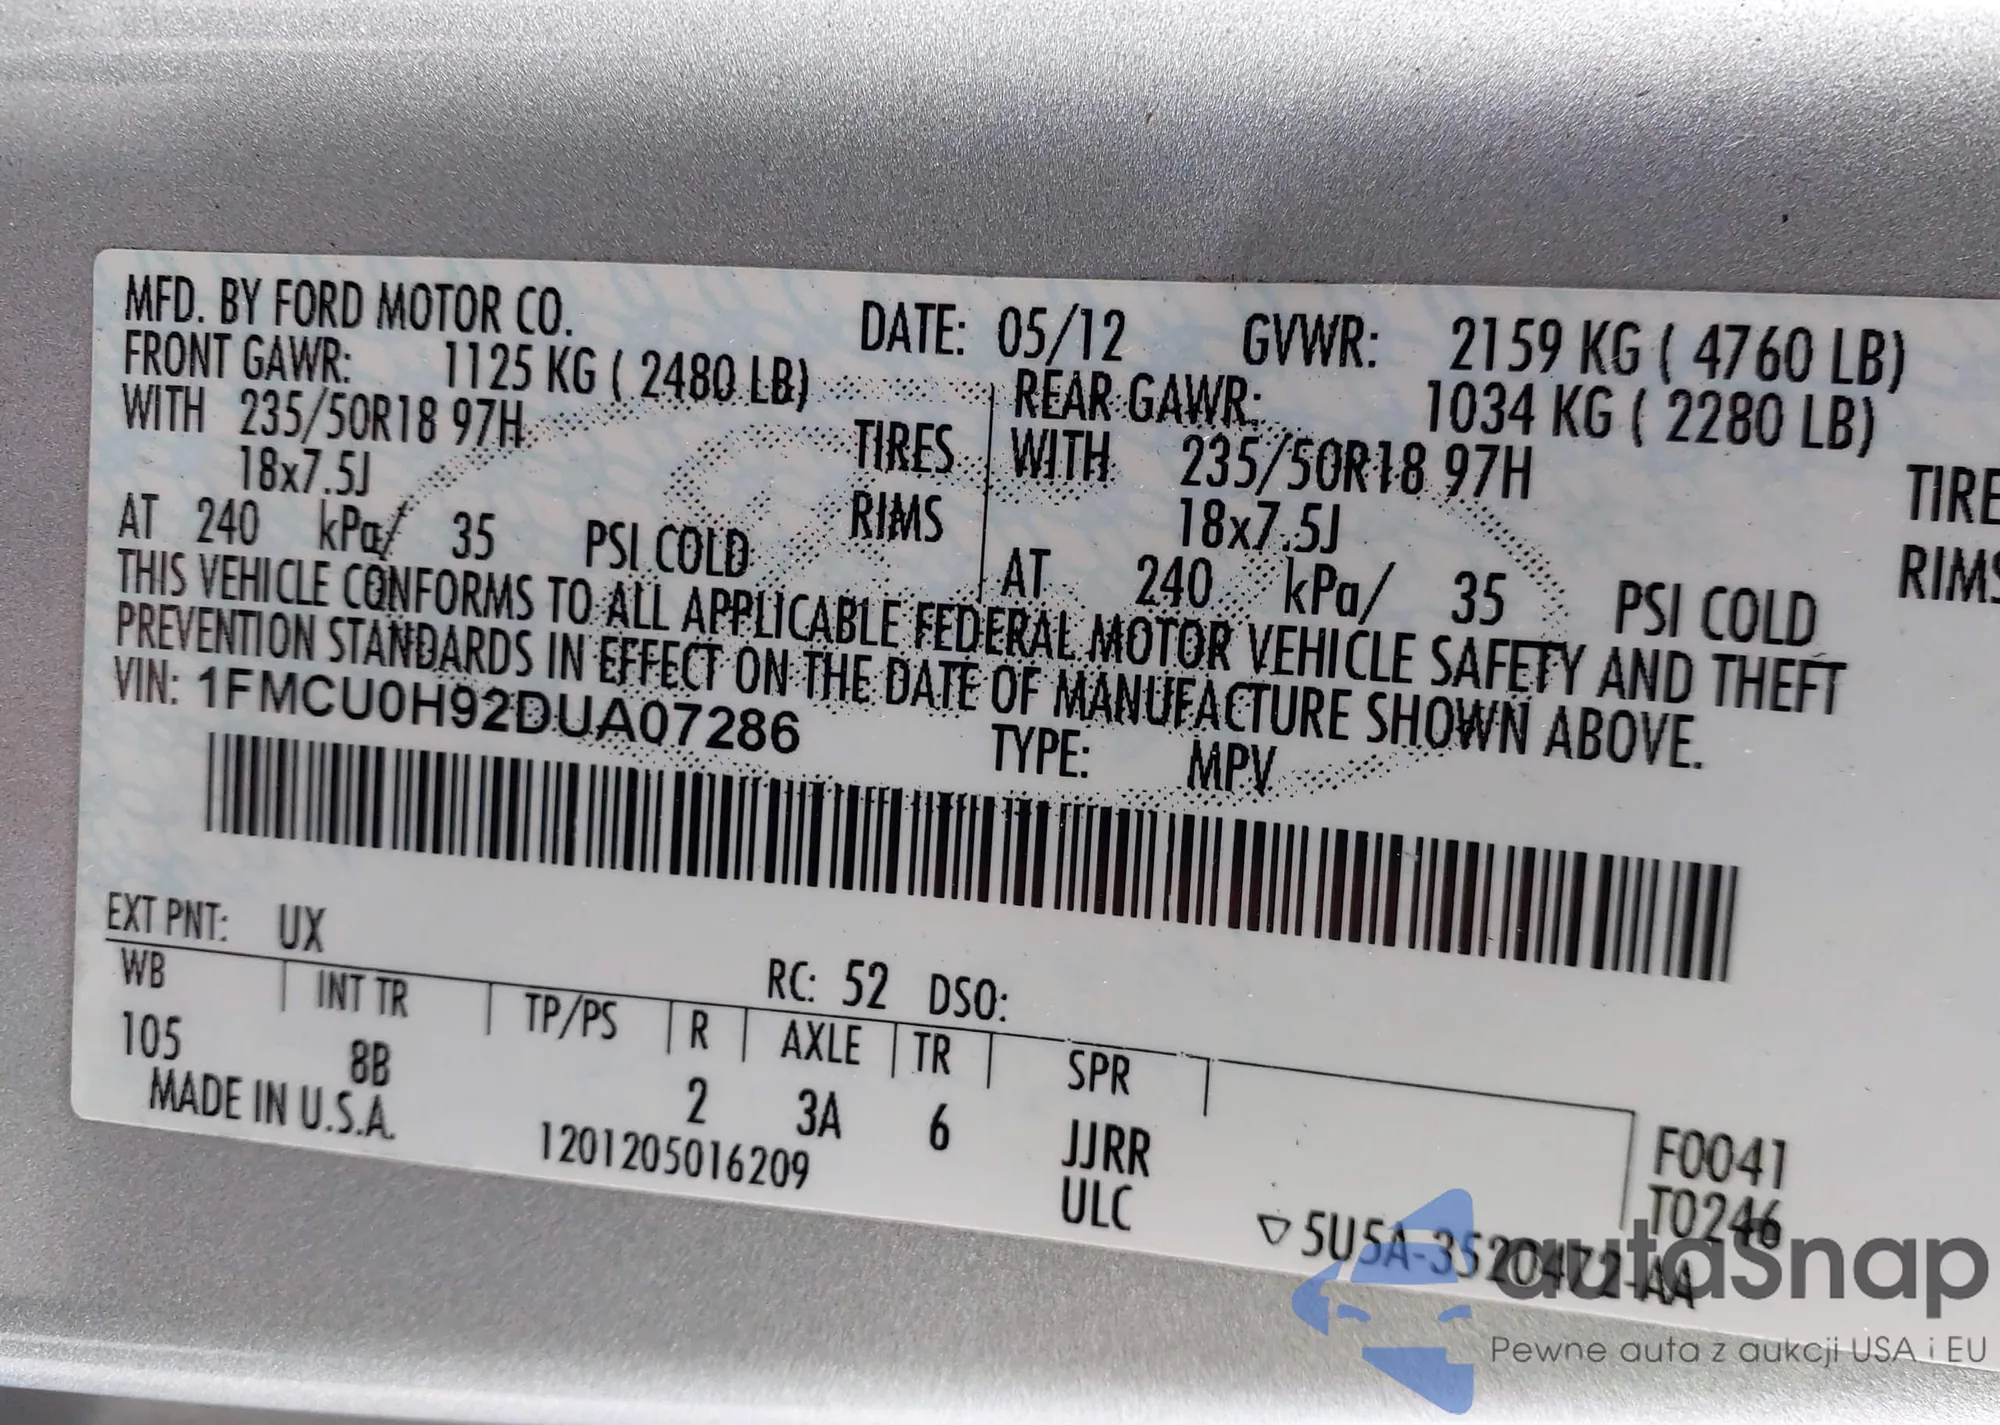 MFD. BY FORD MOTOR CO.
DATE: 05/12 GVWR: 2159 KG ( 4760 LB)
FRONT GAWR: 1125 KG ( 2480 LB)
REAR GAWR: 1034 KG ( 2280 LB)
WITH 235/50R18 97H TIRES
WITH 235/50R18 97H TIRE
18x7.5J RIMS
18x7.5J RIMS
AT 240 kPa/ 35 PSI COLD
AT 240 kPa/ 35 PSI COLD
THIS VEHICLE CONFORMS TO ALL APPLICABLE FEDERAL MOTOR VEHICLE SAFETY AND THEFT
PREVENTION STANDARDS IN EFFECT ON THE DATE OF MANUFACTURE SHOWN ABOVE.
VIN: 1FMCU0H92DUA07286
TYPE: MPV
EXT PNT: UX RC: 52 DSO:
WB INT TR TP/PS R AXLE TR SPR
105 8B 2 3A 6 JJRR F0041
ULC T0246
MADE IN U.S.A. 1201205016209
▽ 5U5A-3520472-AA
autasnap
Pewne auta z aukcji USA i EU